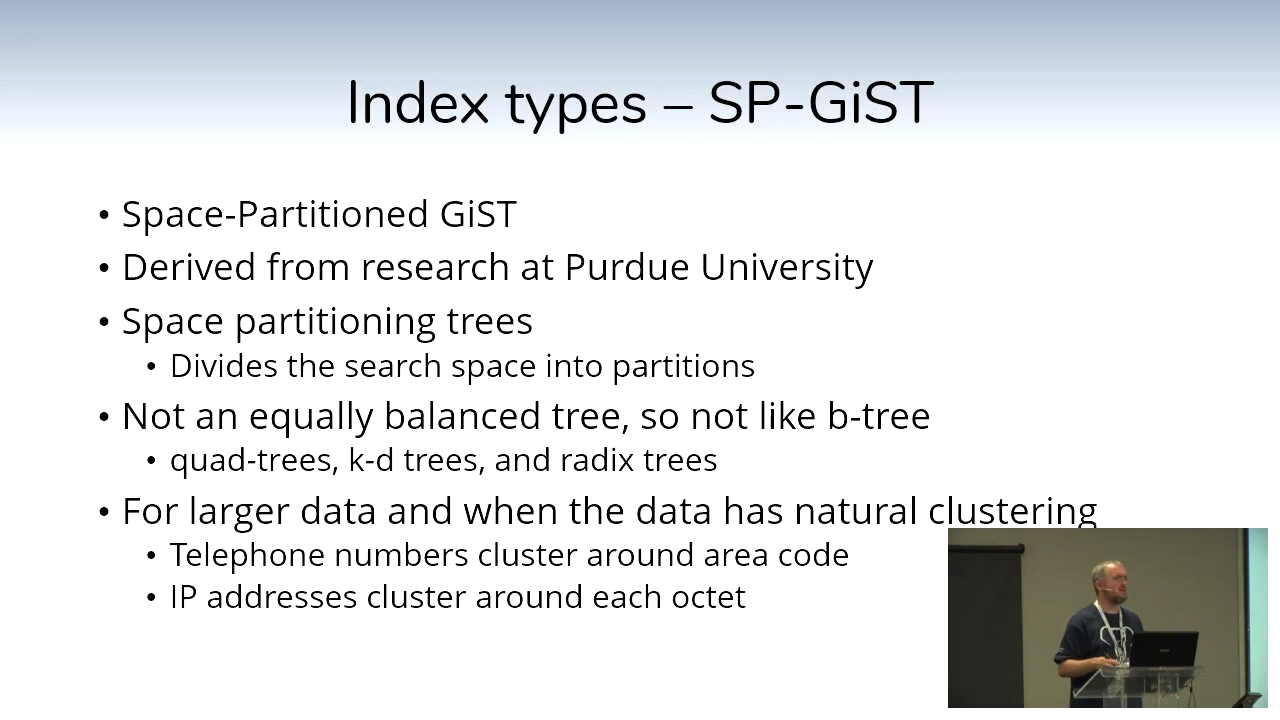 Index types – SP-GiST
• Space-Partitioned GiST
• Derived from research at Purdue University
• Space partitioning trees
• Divides the search space into partitions
• Not an equally balanced tree, so not like b-tree
• quad-trees, k-d trees, and radix trees
• For larger data and when the data has natural clustering
• Telephone numbers cluster around area code
• IP addresses cluster around each octet